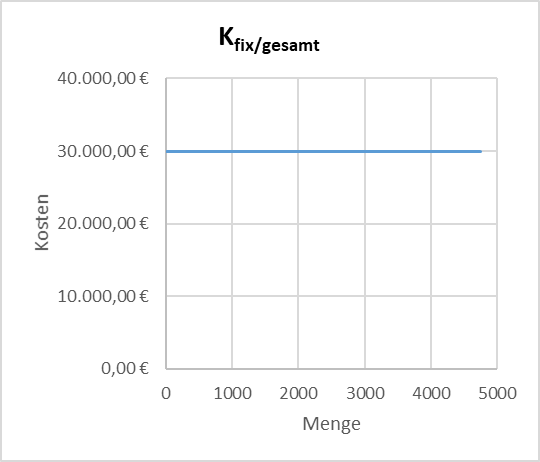 Kfix/gesamt
40.000,00 €
30.000,00 €
20.000,00 €
10.000,00 €
0,00 €
Kosten
0 1000 2000 3000 4000 5000
Menge